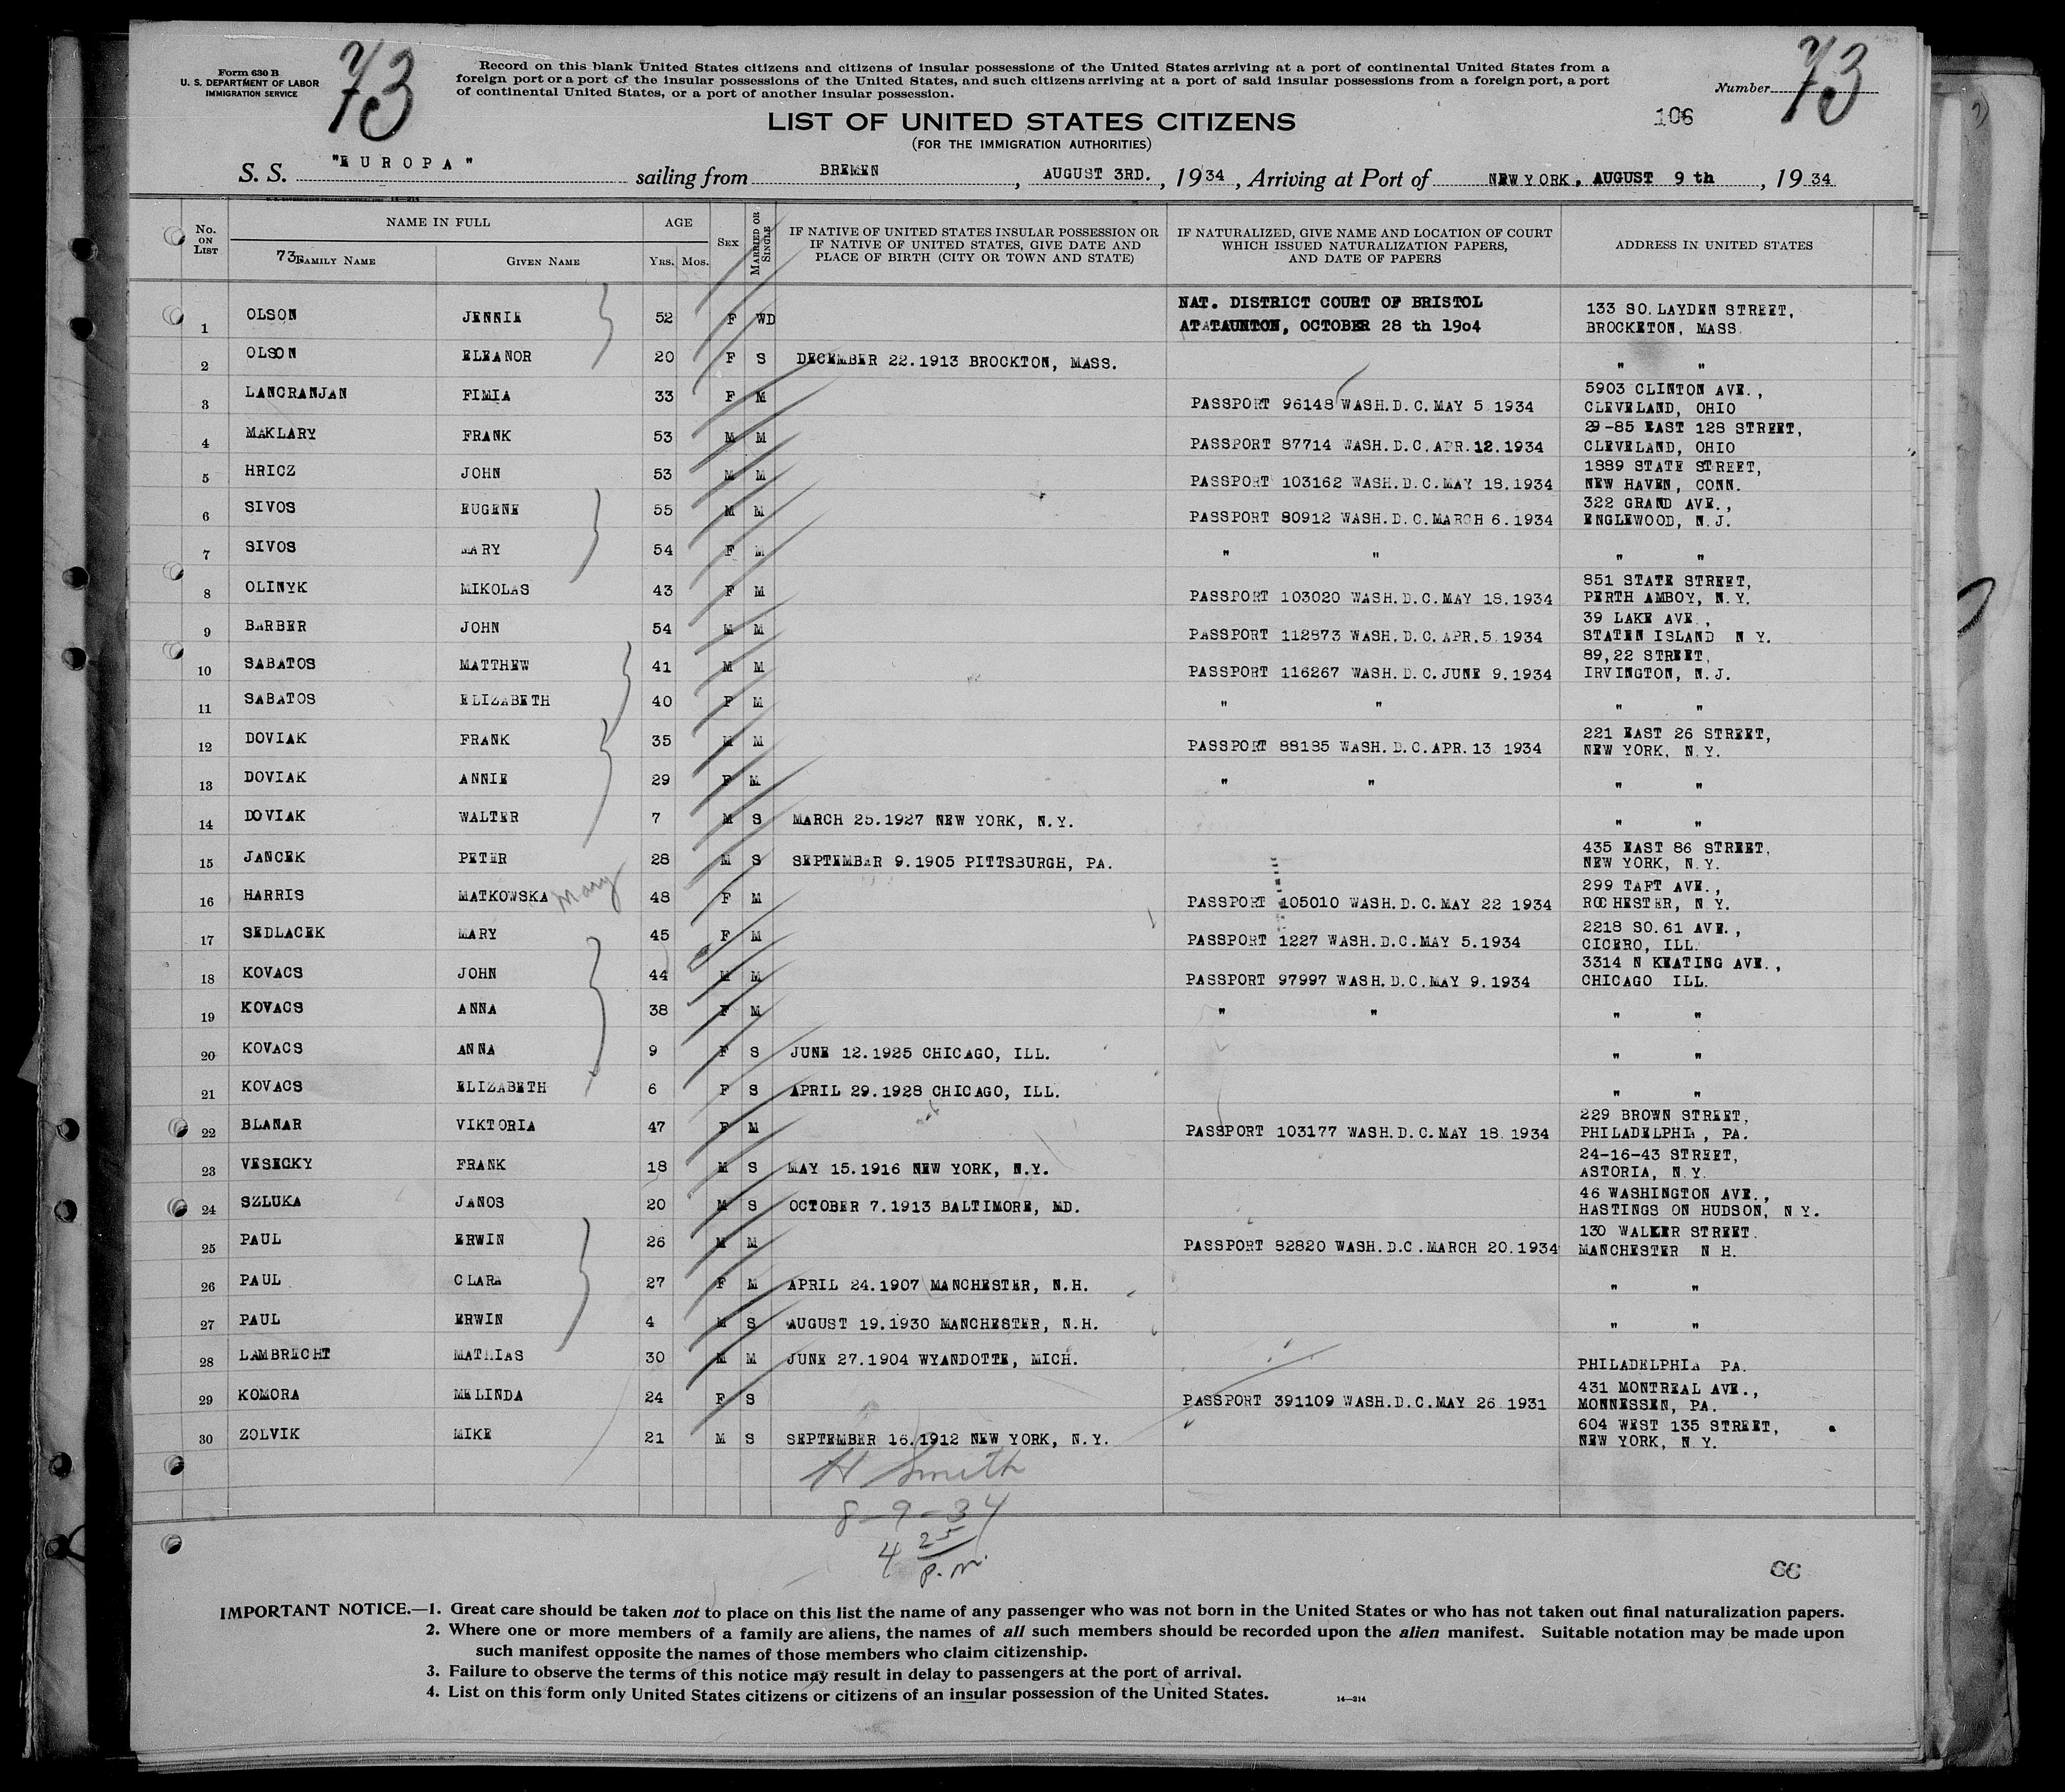 Form 630 B
U. S. DEPARTMENT OF LABOR
IMMIGRATION SERVICE
73
Record on this blank United States citizens and citizens of insular possessions of the United States arriving at a port of continental United States from a
foreign port or a port of the insular possessions of the United States, and such citizens arriving at a port of said insular possessions from a foreign port, a port
of continental United States, or a port of another insular possession.
Number 73
106
LIST OF UNITED STATES CITIZENS
(FOR THE IMMIGRATION AUTHORITIES)
S. S. "EUROPA" sailing from BREMEN, AUGUST 3RD., 1934, Arriving at Port of NEW YORK, AUGUST 9th, 1934
No. ON LIST
NAME IN FULL
73 FAMILY NAME
GIVEN NAME
AGE
YRS. MOS.
SEX
MARRIED OR SINGLE
IF NATIVE OF UNITED STATES INSULAR POSSESSION OR
IF NATIVE OF UNITED STATES, GIVE DATE AND
PLACE OF BIRTH (CITY OR TOWN AND STATE)
IF NATURALIZED, GIVE NAME AND LOCATION OF COURT
WHICH ISSUED NATURALIZATION PAPERS,
AND DATE OF PAPERS
ADDRESS IN UNITED STATES
1 OLSON JENNIE 52 F WD NAT. DISTRICT COURT OF BRISTOL AT TAUNTON, OCTOBER 28 th 1904 133 SO. LAYDEN STREET, BROCKETON, MASS.
2 OLSON ELEANOR 20 F S DECEMBER 22.1913 BROCKTON, MASS. " "
3 LANCRANJAN FIMIA 33 F M PASSPORT 96148 WASH.D.C.MAY 5 1934 5903 CLINTON AVE., CLEVELAND, OHIO
4 MAKLARY FRANK 53 M M PASSPORT 87714 WASH.D.C.APR.12.1934 29-85 EAST 128 STREET, CLEVELAND, OHIO
5 HRICZ JOHN 53 M M PASSPORT 103162 WASH.D.C.MAY 18.1934 1889 STATE STREET, NEW HAVEN, CONN.
6 SIVOS EUGENE 55 M M PASSPORT 80912 WASH.D.C.MARCH 6.1934 322 GRAND AVE., ENGLEWOOD, N.J.
7 SIVOS MARY 54 F M " " " "
8 OLINYK MIKOLAS 43 F M PASSPORT 103020 WASH.D.C.MAY 18.1934 851 STATE STREET, PERTH AMBOY, N.Y.
9 BARBER JOHN 54 M M PASSPORT 112873 WASH.D.C.APR.5.1934 39 LAKE AVE., STATEN ISLAND N Y.
10 SABATOS MATTHEW 41 M M PASSPORT 116267 WASH.D.C.JUNE 9.1934 89,22 STREET, IRVINGTON, N.J.
11 SABATOS ELIZABETH 40 F M " " " "
12 DOVIAK FRANK 35 M M PASSPORT 88185 WASH.D.C.APR.13 1934 221 EAST 26 STREET, NEW YORK, N.Y.
13 DOVIAK ANNIE 29 F M " " " "
14 DOVIAK WALTER 7 M S MARCH 25.1927 NEW YORK, N.Y. " "
15 JANCEK PETER 28 M S SEPTEMBER 9.1905 PITTSBURGH, PA. 435 EAST 86 STREET, NEW YORK, N.Y.
16 HARRIS MATKOWSKA Mary 48 F M PASSPORT 105010 WASH.D.C.MAY 22 1934 299 TAFT AVE., ROCHESTER, N.Y.
17 SEDLACEK MARY 45 F M PASSPORT 1227 WASH.D.C.MAY 5.1934 2218 SO.61 AVE., CICERO, ILL.
18 KOVACS JOHN 44 M M PASSPORT 97997 WASH.D.C.MAY 9.1934 3314 N KEATING AVE., CHICAGO ILL.
19 KOVACS ANNA 38 F M " " " "
20 KOVACS ANNA 9 F S JUNE 12.1925 CHICAGO, ILL. " "
21 KOVACS ELIZABETH 6 F S APRIL 29.1928 CHICAGO, ILL. " "
22 BLANAR VIKTORIA 47 F M PASSPORT 103177 WASH.D.C.MAY 18 1934 229 BROWN STREET, PHILADELPHIA, PA.
23 VESECKY FRANK 18 M S MAY 15.1916 NEW YORK, N.Y. 24-16-43 STREET, ASTORIA, N.Y.
24 SZLUKA JANOS 20 M S OCTOBER 7.1913 BALTIMORE, MD. 46 WASHINGTON AVE., HASTINGS ON HUDSON, N Y.
25 PAUL ERWIN 26 M M PASSPORT 82820 WASH.D.C.MARCH 20.1934 130 WALKER STREET. MANCHESTER N H.
26 PAUL CLARA 27 F M APRIL 24.1907 MANCHESTER, N.H. " "
27 PAUL ERWIN 4 M S AUGUST 19.1930 MANCHESTER, N.H. " "
28 LAMBRECHT MATHIAS 30 M M JUNE 27.1904 WYANDOTTE, MICH. PHILADELPHIA PA.
29 KOMORA MELINDA 24 F S PASSPORT 391109 WASH.D.C.MAY 26 1931 431 MONTREAL AVE., MONNESSEN, PA.
30 ZOLVIK MIKE 21 M S SEPTEMBER 16.1912 NEW YORK, N.Y. 604 WEST 135 STREET, NEW YORK, N.Y.
H Smith
8-9-34
4 25 P.M.
66
IMPORTANT NOTICE.—1. Great care should be taken not to place on this list the name of any passenger who was not born in the United States or who has not taken out final naturalization papers.
2. Where one or more members of a family are aliens, the names of all such members should be recorded upon the alien manifest. Suitable notation may be made upon
such manifest opposite the names of those members who claim citizenship.
3. Failure to observe the terms of this notice may result in delay to passengers at the port of arrival.
4. List on this form only United States citizens or citizens of an insular possession of the United States.
14—214